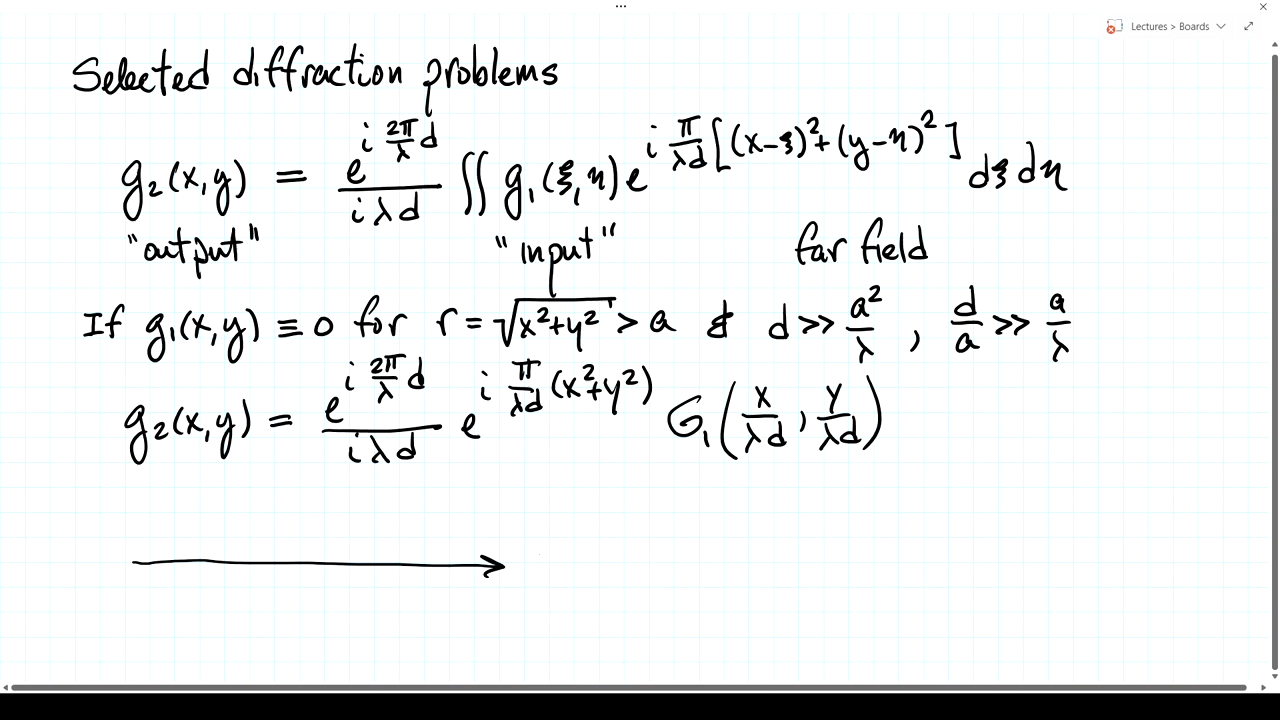 ...
Lectures > Boards
Selected diffraction problems
g₂(x,y) = e^{i 2π/λ d} / iλd ∬ g₁(ξ,η) e^{i π/λd [(x-ξ)²+(y-η)²]} dξ dη
"output" "input" far field
If g₁(x,y) ≡ 0 for r = √(x²+y²) > a & d >> a²/λ , d/a >> a/λ
g₂(x,y) = e^{i 2π/λ d} / iλd e^{i π/λd (x²+y²)} G₁(x/λd, y/λd)